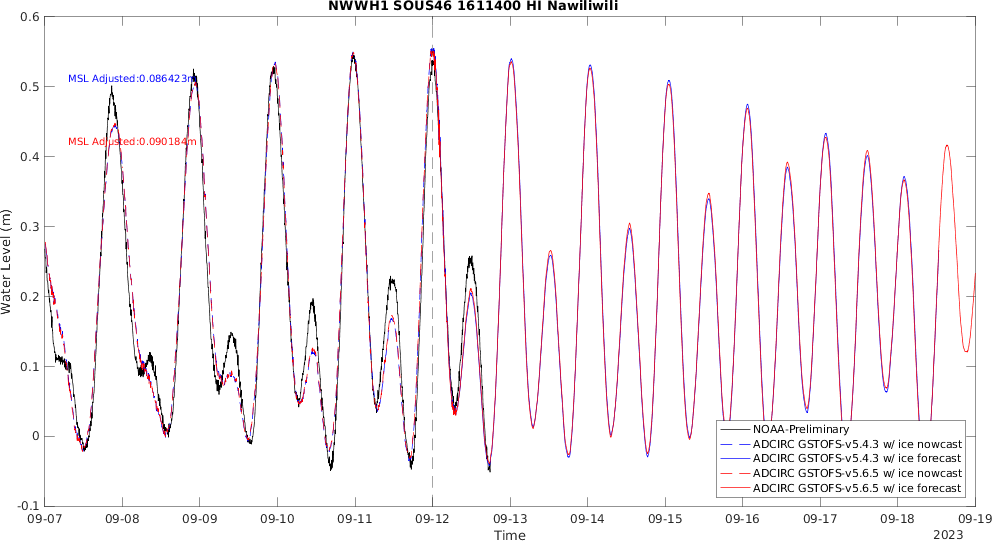 NWWH1 SOUS46 1611400 HI Nawiliwili
0.6
0.5
0.4
0.3
0.2
0.1
0
-0.1
Water Level (m)
MSL Adjusted:0.086423m
MSL Adjusted:0.090184m
NOAA-Preliminary
ADCIRC GSTOFS-v5.4.3 w/ ice nowcast
ADCIRC GSTOFS-v5.4.3 w/ ice forecast
ADCIRC GSTOFS-v5.6.5 w/ ice nowcast
ADCIRC GSTOFS-v5.6.5 w/ ice forecast
09-07 09-08 09-09 09-10 09-11 09-12 09-13 09-14 09-15 09-16 09-17 09-18 09-19
Time
2023